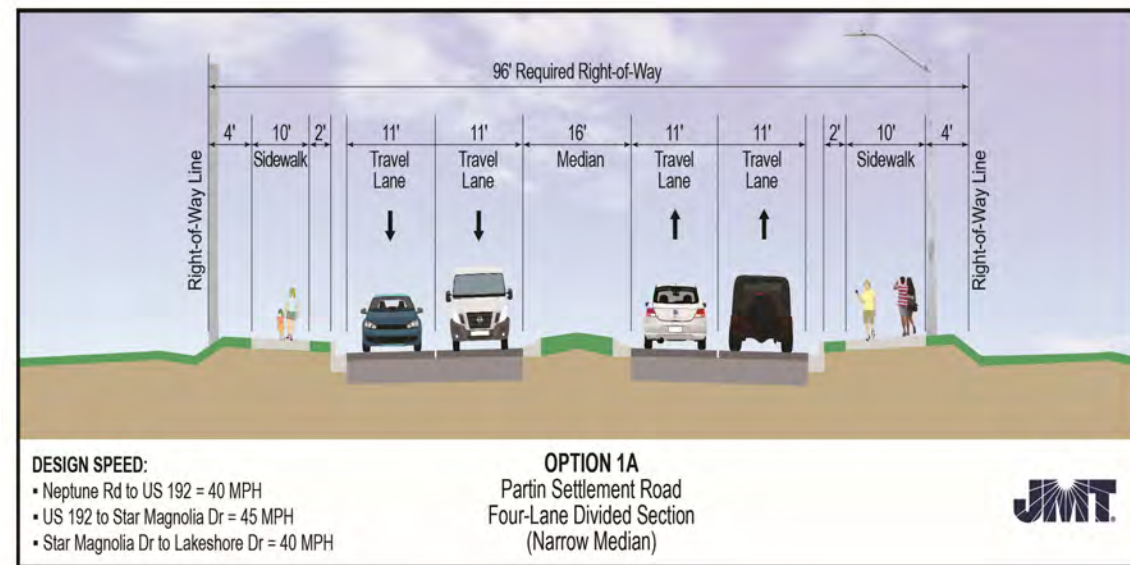 96' Required Right-of-Way
4' 10' 2' 11' 11' 16' 11' 11' 2' 10' 4'
Sidewalk Travel Lane Travel Lane Median Travel Lane Travel Lane Sidewalk
Right-of-Way Line
Right-of-Way Line
DESIGN SPEED:
▪ Neptune Rd to US 192 = 40 MPH
▪ US 192 to Star Magnolia Dr = 45 MPH
▪ Star Magnolia Dr to Lakeshore Dr = 40 MPH
OPTION 1A
Partin Settlement Road
Four-Lane Divided Section
(Narrow Median)
JMT